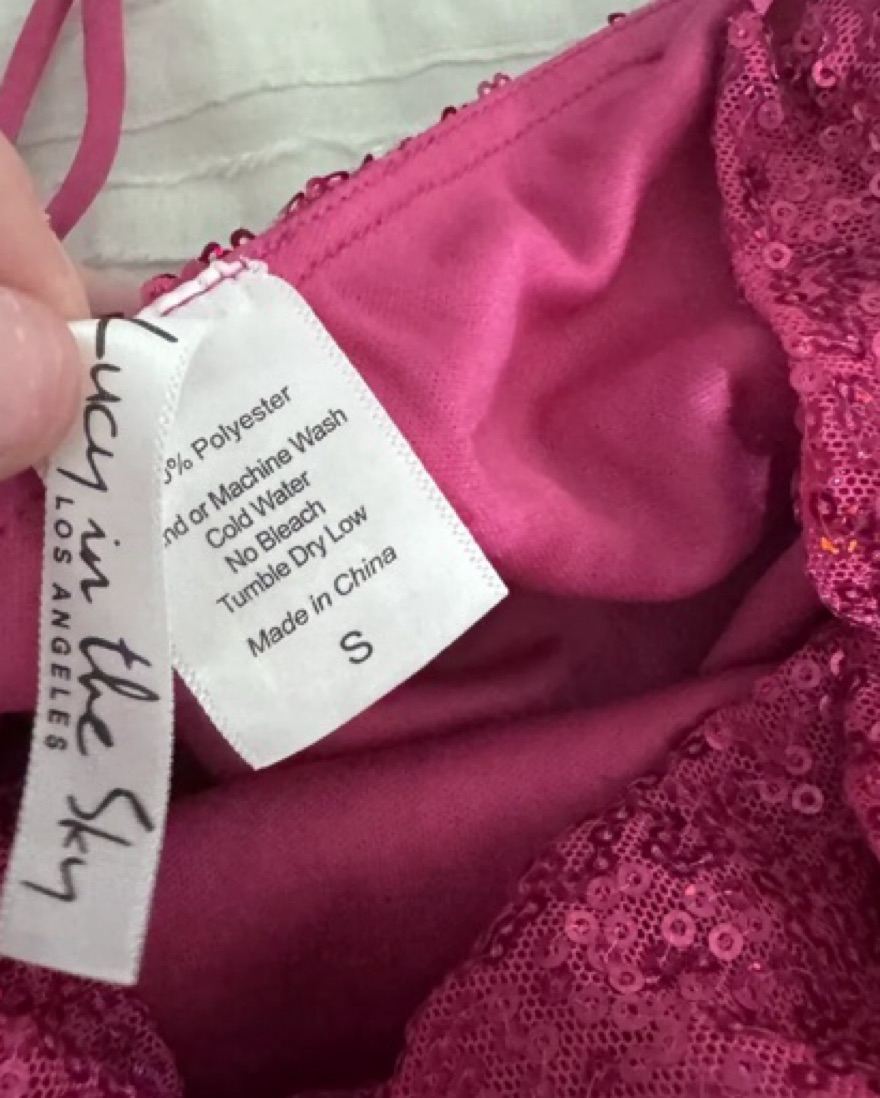 Lucy in the Sky
LOS ANGELES
% Polyester
or Machine Wash
Cold Water
No Bleach
Tumble Dry Low
Made in China
S